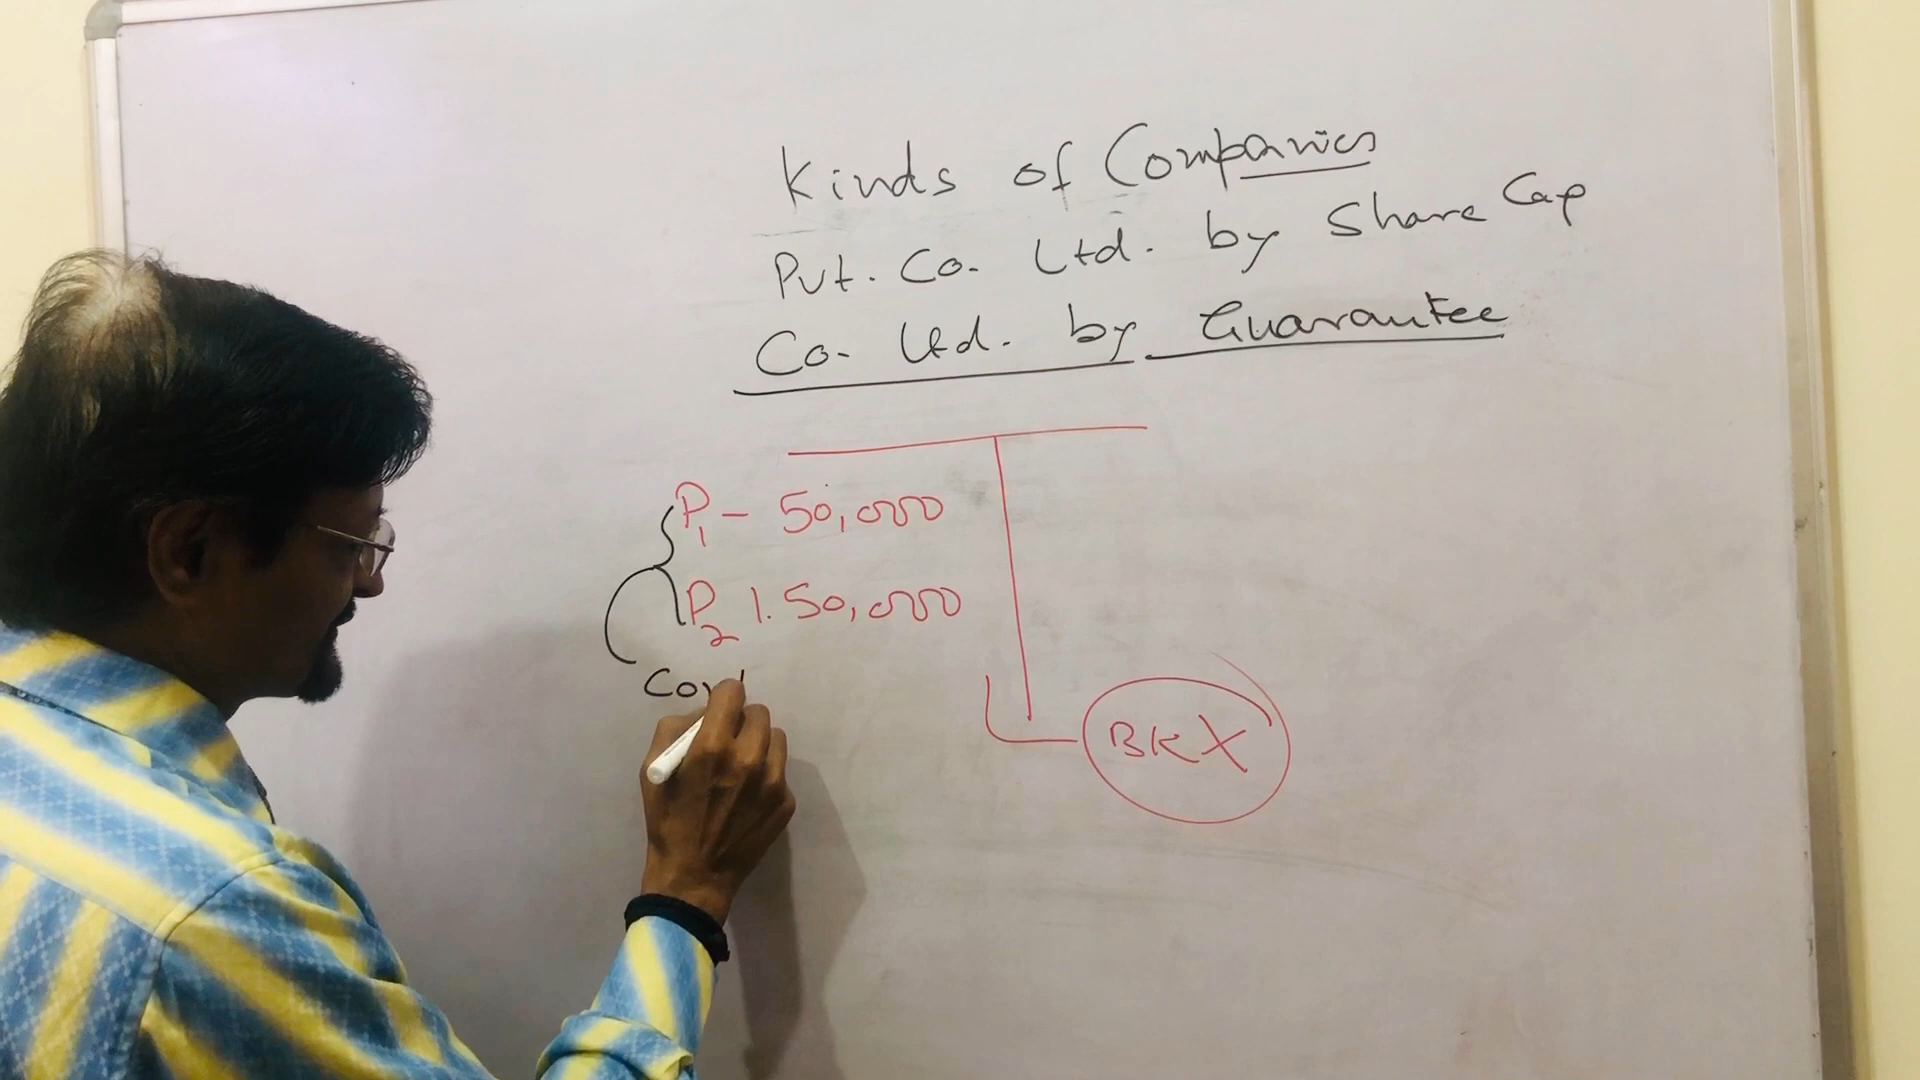 Kinds of Companies
Pvt. Co. Ltd. by Share Cap
Co. Ltd. by Guarantee
P1 - 50,000
P2 1.50,000
BKX